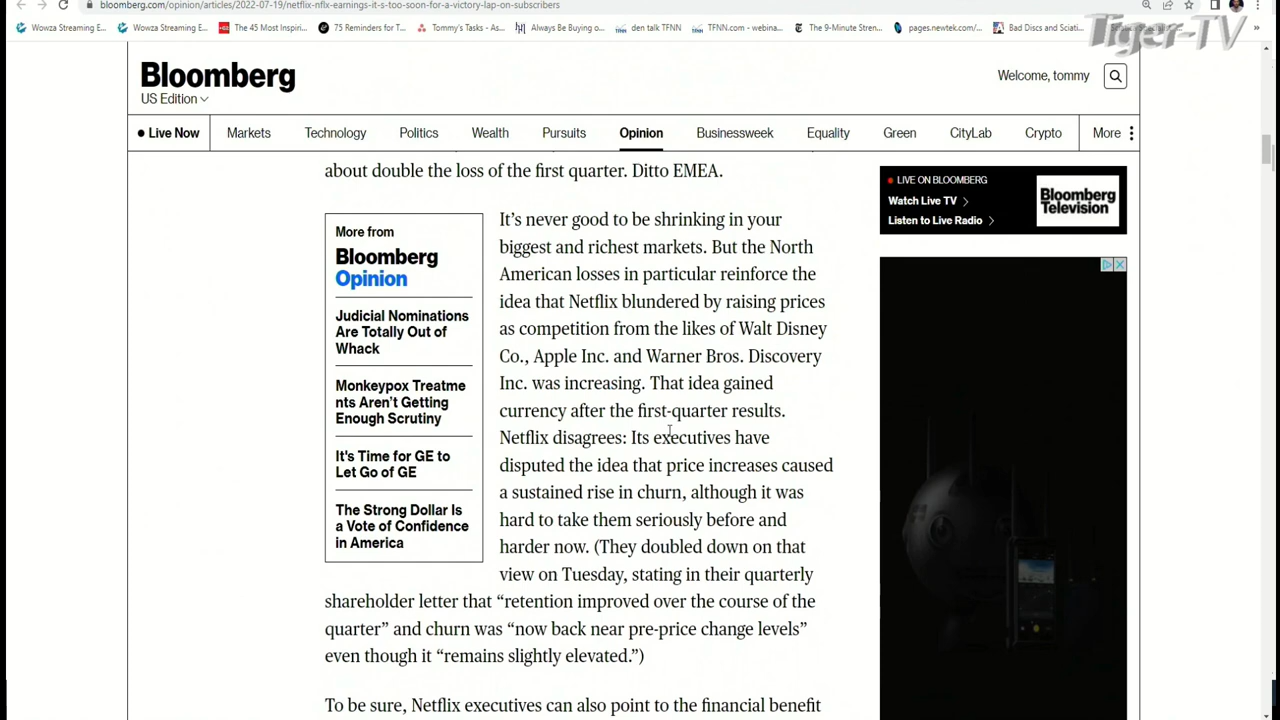 bloomberg.com/opinion/articles/2022-07-19/netflix-nflx-earnings-it-s-too-soon-for-a-victory-lap-on-subscribers
Wowza Streaming E... Wowza Streaming E... The 45 Most Inspiri... 75 Reminders for T... Tommy's Tasks - As... Always Be Buying o... den talk TFNN TFNN.com - webina... The 9-Minute Stren... pages.newtek.com/... Bad Discs and Sciati...
Tiger-TV
Bloomberg
US Edition
Welcome, tommy
Live Now Markets Technology Politics Wealth Pursuits Opinion Businessweek Equality Green CityLab Crypto More
about double the loss of the first quarter. Ditto EMEA.
More from
Bloomberg
Opinion
Judicial Nominations
Are Totally Out of
Whack
Monkeypox Treatme
nts Aren't Getting
Enough Scrutiny
It's Time for GE to
Let Go of GE
The Strong Dollar Is
a Vote of Confidence
in America
It's never good to be shrinking in your
biggest and richest markets. But the North
American losses in particular reinforce the
idea that Netflix blundered by raising prices
as competition from the likes of Walt Disney
Co., Apple Inc. and Warner Bros. Discovery
Inc. was increasing. That idea gained
currency after the first-quarter results.
Netflix disagrees: Its executives have
disputed the idea that price increases caused
a sustained rise in churn, although it was
hard to take them seriously before and
harder now. (They doubled down on that
view on Tuesday, stating in their quarterly
shareholder letter that “retention improved over the course of the
quarter” and churn was “now back near pre-price change levels”
even though it “remains slightly elevated.”)
To be sure, Netflix executives can also point to the financial benefit
LIVE ON BLOOMBERG
Watch Live TV
Listen to Live Radio
Bloomberg
Television